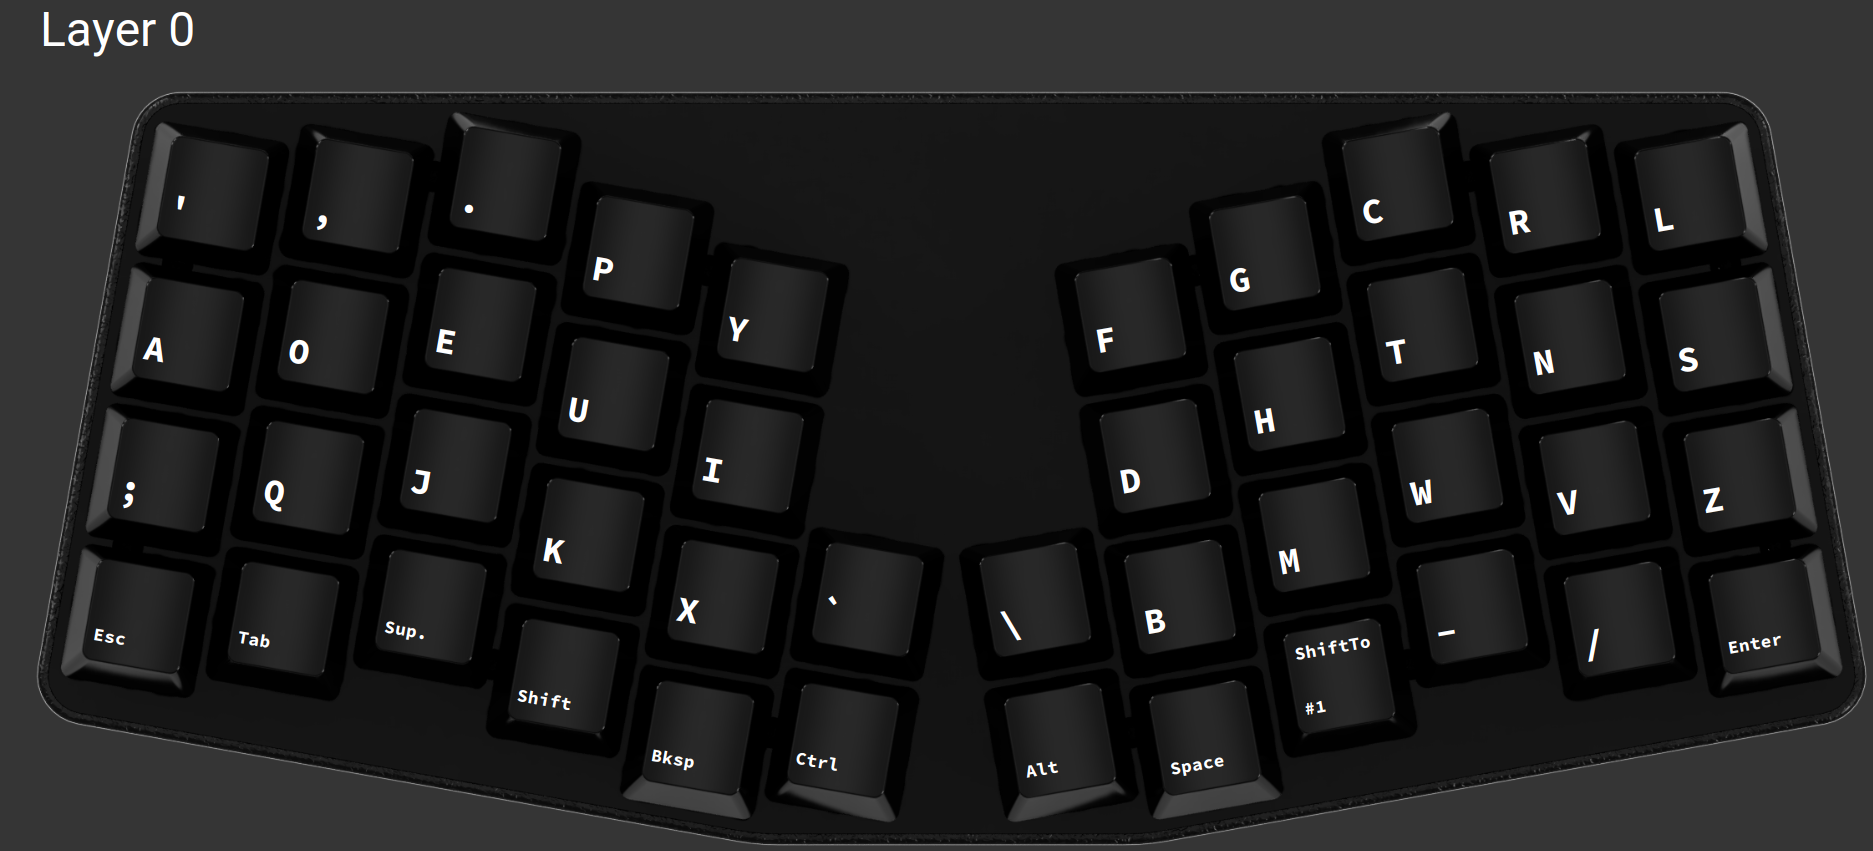 Layer 0
' , . P Y F G C R L
A O E U I D H T N S
; Q J K X ` \ B M W V Z
Esc Tab Sup. Shift Bksp Ctrl Alt Space ShiftTo #1 - / Enter